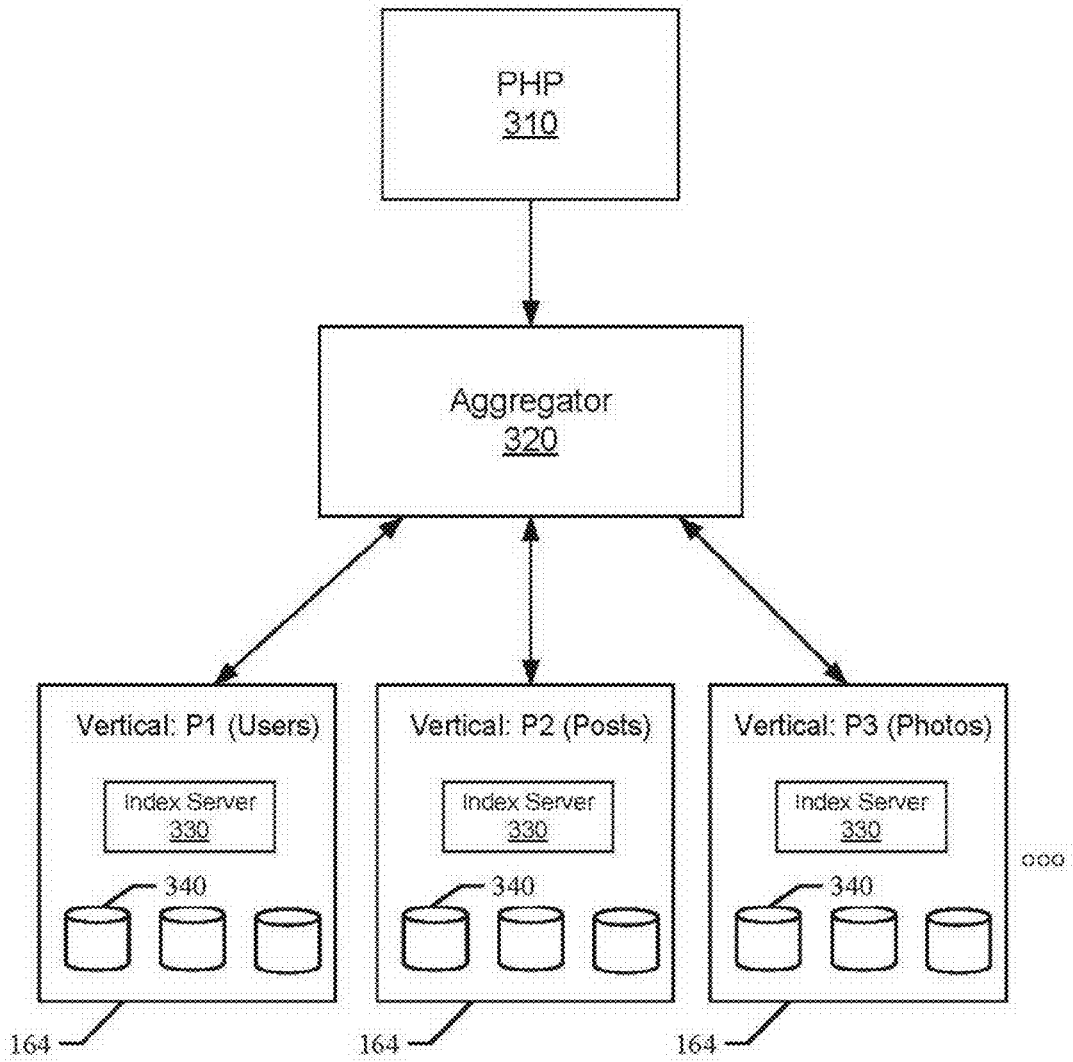 PHP
310
Aggregator
320
Vertical: P1 (Users)
Vertical: P2 (Posts)
Vertical: P3 (Photos)
Index Server
330
Index Server
330
Index Server
330
340
340
340
164
164
164